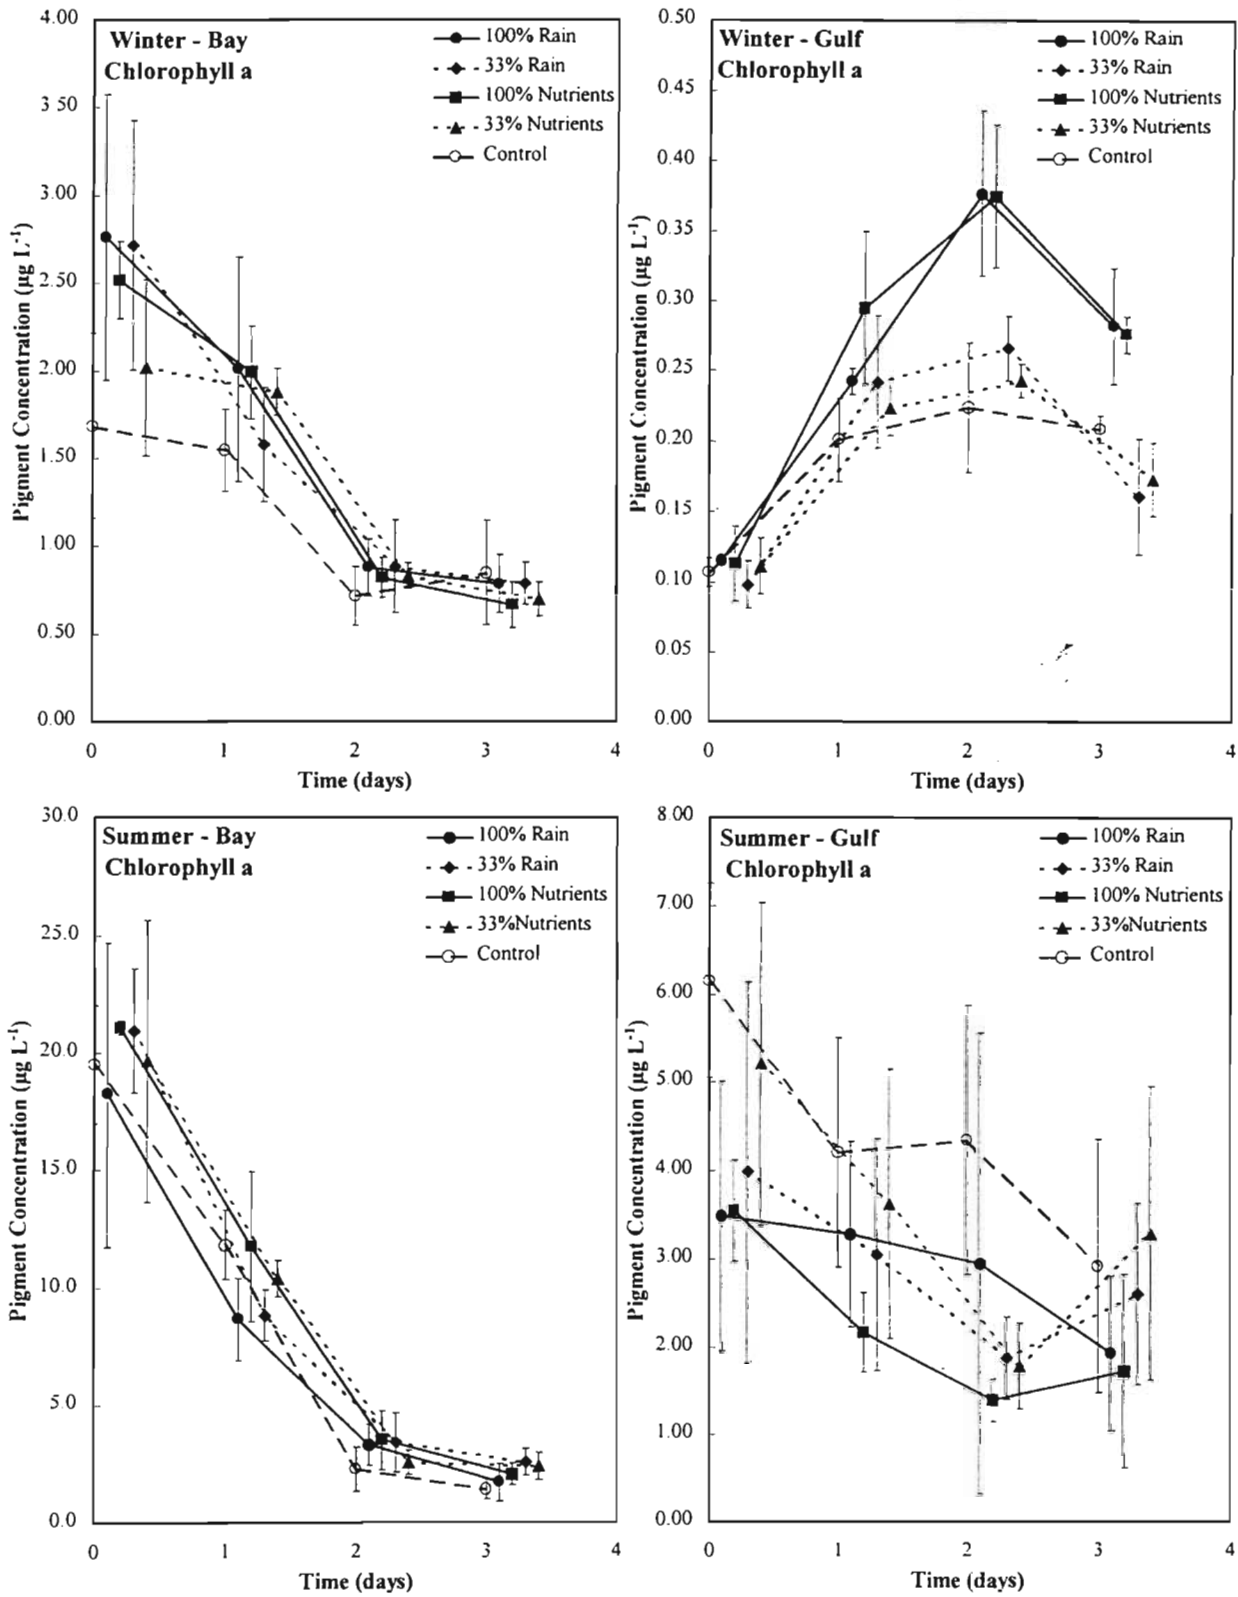 Winter - Bay
Chlorophyll a
100% Rain
33% Rain
100% Nutrients
33% Nutrients
Control
4.00
3 50
3.00
2.50
2.00
1.50
1.00
0.50
0.00
Pigment Concentration (µg L-1)
0 1 2 3 4
Time (days)
Winter - Gulf
Chlorophyll a
100% Rain
33% Rain
100% Nutrients
33% Nutrients
Control
0.50
0.45
0.40
0.35
0.30
0.25
0.20
0.15
0.10
0.05
0.00
Pigment Concentration (µg L-1)
0 1 2 3 4
Time (days)
Summer - Bay
Chlorophyll a
100% Rain
33% Rain
100% Nutrients
33%Nutrients
Control
30.0
25.0
20.0
15.0
10.0
5.0
0.0
Pigment Concentration (µg L-1)
0 1 2 3 4
Time (days)
Summer - Gulf
Chlorophyll a
100% Rain
33% Rain
100% Nutrients
33%Nutrients
Control
8.00
7.00
6.00
5.00
4.00
3.00
2.00
1.00
0.00
Pigment Concentration (µg L-1)
0 1 2 3 4
Time (days)